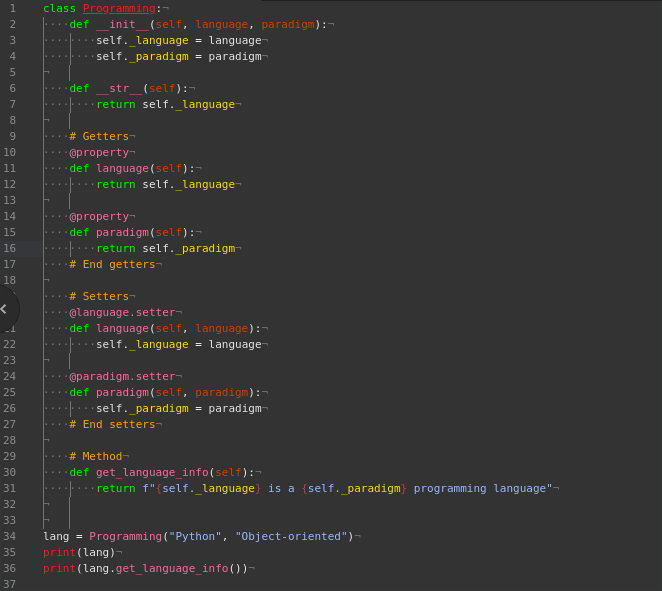 1 class Programming:¬
2 ····def __init__(self, language, paradigm):¬
3 ········self._language = language¬
4 ········self._paradigm = paradigm¬
5 ¬
6 ····def __str__(self):¬
7 ········return self._language¬
8 ¬
9 ····# Getters¬
10 ····@property¬
11 ····def language(self):¬
12 ········return self._language¬
13 ¬
14 ····@property¬
15 ····def paradigm(self):¬
16 ········return self._paradigm¬
17 ····# End getters¬
18 ¬
····# Setters¬
····@language.setter¬
21 ····def language(self, language):¬
22 ········self._language = language¬
23 ¬
24 ····@paradigm.setter¬
25 ····def paradigm(self, paradigm):¬
26 ········self._paradigm = paradigm¬
27 ····# End setters¬
28 ¬
29 ····# Method¬
30 ····def get_language_info(self):¬
31 ········return f"{self._language} is a {self._paradigm} programming language"¬
32 ¬
33 ¬
34 lang = Programming("Python", "Object-oriented")¬
35 print(lang)¬
36 print(lang.get_language_info())¬
37